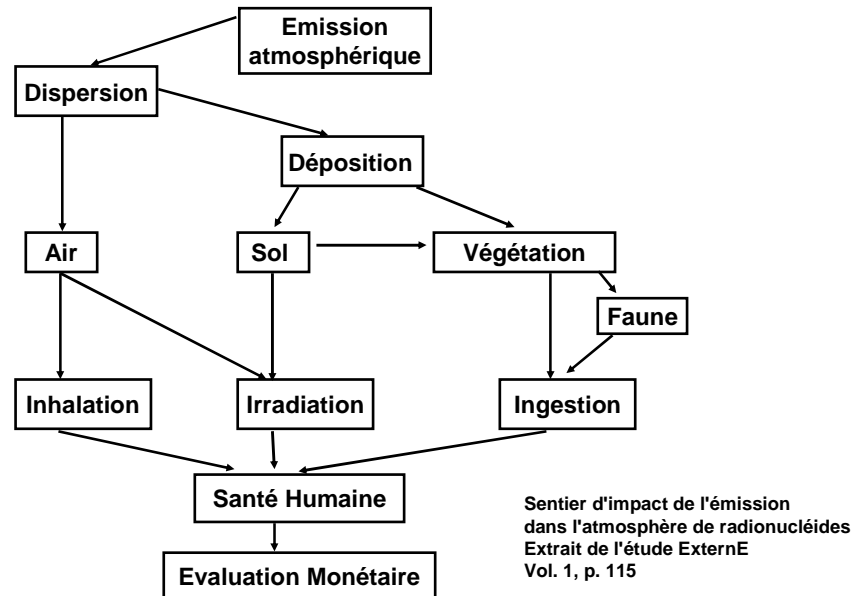 Emission
atmosphérique
Dispersion
Déposition
Air
Sol
Végétation
Faune
Inhalation
Irradiation
Ingestion
Santé Humaine
Evaluation Monétaire
Sentier d'impact de l'émission
dans l'atmosphère de radionucléides
Extrait de l'étude ExternE
Vol. 1, p. 115